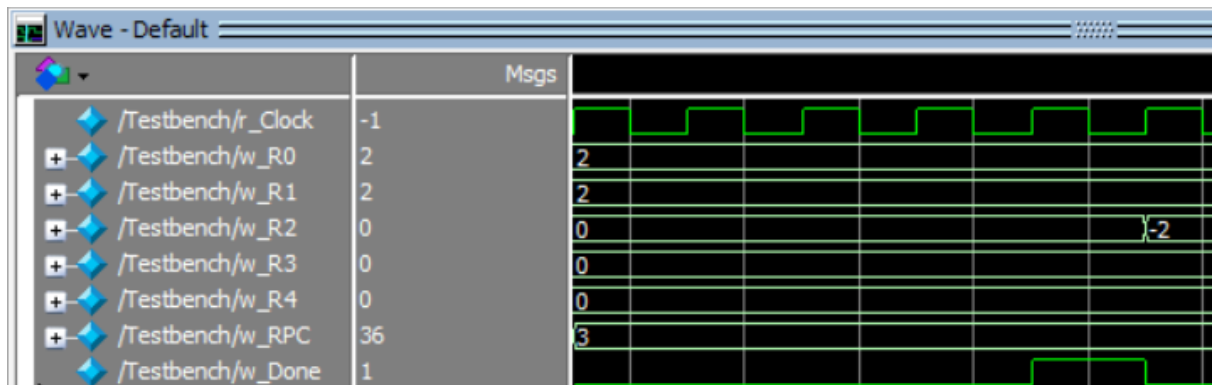 Wave - Default
Msgs
/Testbench/r_Clock -1
/Testbench/w_R0 2 2
/Testbench/w_R1 2 2
/Testbench/w_R2 0 0 -2
/Testbench/w_R3 0 0
/Testbench/w_R4 0 0
/Testbench/w_RPC 36 3
/Testbench/w_Done 1